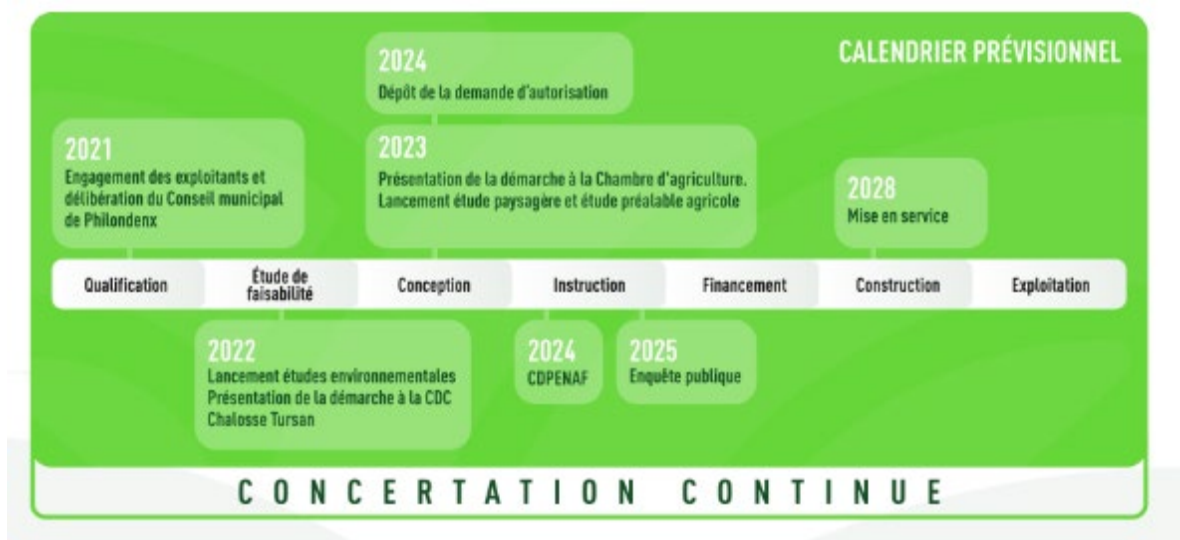 CALENDRIER PRÉVISIONNEL
2024
Dépôt de la demande d'autorisation
2021
Engagement des exploitants et
délibération du Conseil municipal
de Philondenx
2023
Présentation de la démarche à la Chambre d'agriculture.
Lancement étude paysagère et étude préalable agricole
2028
Mise en service
Qualification
Étude de
faisabilité
Conception
Instruction
Financement
Construction
Exploitation
2022
Lancement études environnementales
Présentation de la démarche à la CDC
Chalosse Tursan
2024
CDPENAF
2025
Enquête publique
CONCERTATION CONTINUE